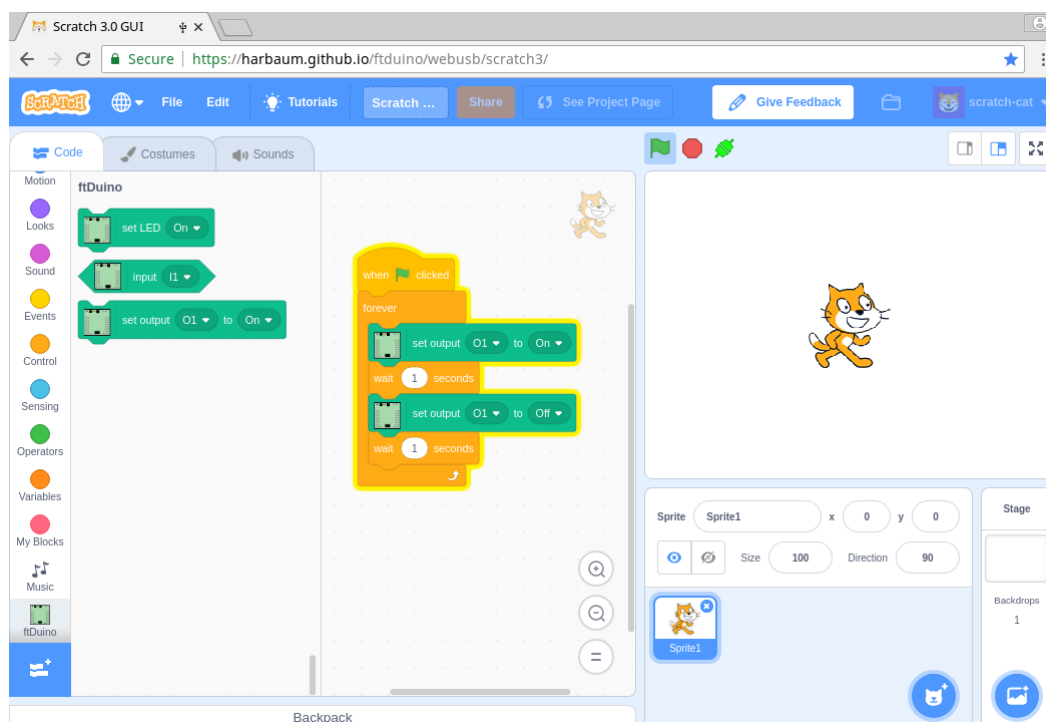 Scratch 3.0 GUI
Secure | https://harbaum.github.io/ftduino/webusb/scratch3/
SCRATCH File Edit Tutorials Scratch ... Share See Project Page Give Feedback scratch-cat
Code Costumes Sounds
Motion
Looks
Sound
Events
Control
Sensing
Operators
Variables
My Blocks
Music
ftDuino
ftDuino
set LED On
input I1
set output O1 to On
when clicked
forever
set output O1 to On
wait 1 seconds
set output O1 to Off
wait 1 seconds
Backpack
Sprite Sprite1 x 0 y 0
Size 100 Direction 90
Sprite1
Stage
Backdrops
1